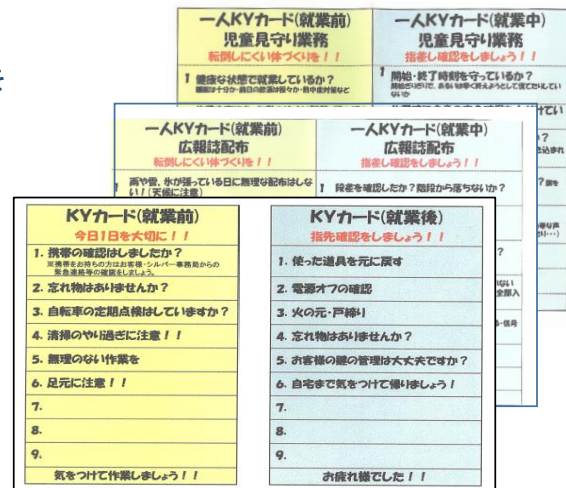 一人KYカード(就業前)
児童見守り業務
転倒しにくい体づくりを！！
1 健康な状態で就業しているか？
一人KYカード(就業中)
児童見守り業務
指差し確認をしましょう！！
1 開始・終了時刻を守っているか？
一人KYカード(就業前)
広報誌配布
転倒しにくい体づくりを！！
1 雨や雪、氷が張っている日に無理な配布はしな
い！(天候に注意)
一人KYカード(就業中)
広報誌配布
指差し確認をしましょう！！
1 段差を確認したか？階段から落ちないか？
KYカード(就業前)
今日1日を大切に！！
1. 携帯の確認はしましたか？
※携帯をお持ちの方はお客様・シルバー事務局からの
緊急連絡等の確認をしましょう。
2. 忘れ物はありませんか？
3. 自転車の定期点検はしていますか？
4. 清掃のやり過ぎに注意！！
5. 無理のない作業を
6. 足元に注意！！
7.
8.
9.
気をつけて作業しましょう！！
KYカード(就業後)
指先確認をしましょう！！
1. 使った道具を元に戻す
2. 電源オフの確認
3. 火の元・戸締り
4. 忘れ物はありませんか？
5. お客様の鍵の管理は大丈夫ですか？
6. 自宅まで気をつけて帰りましょう！
7.
8.
9.
お疲れ様でした！！